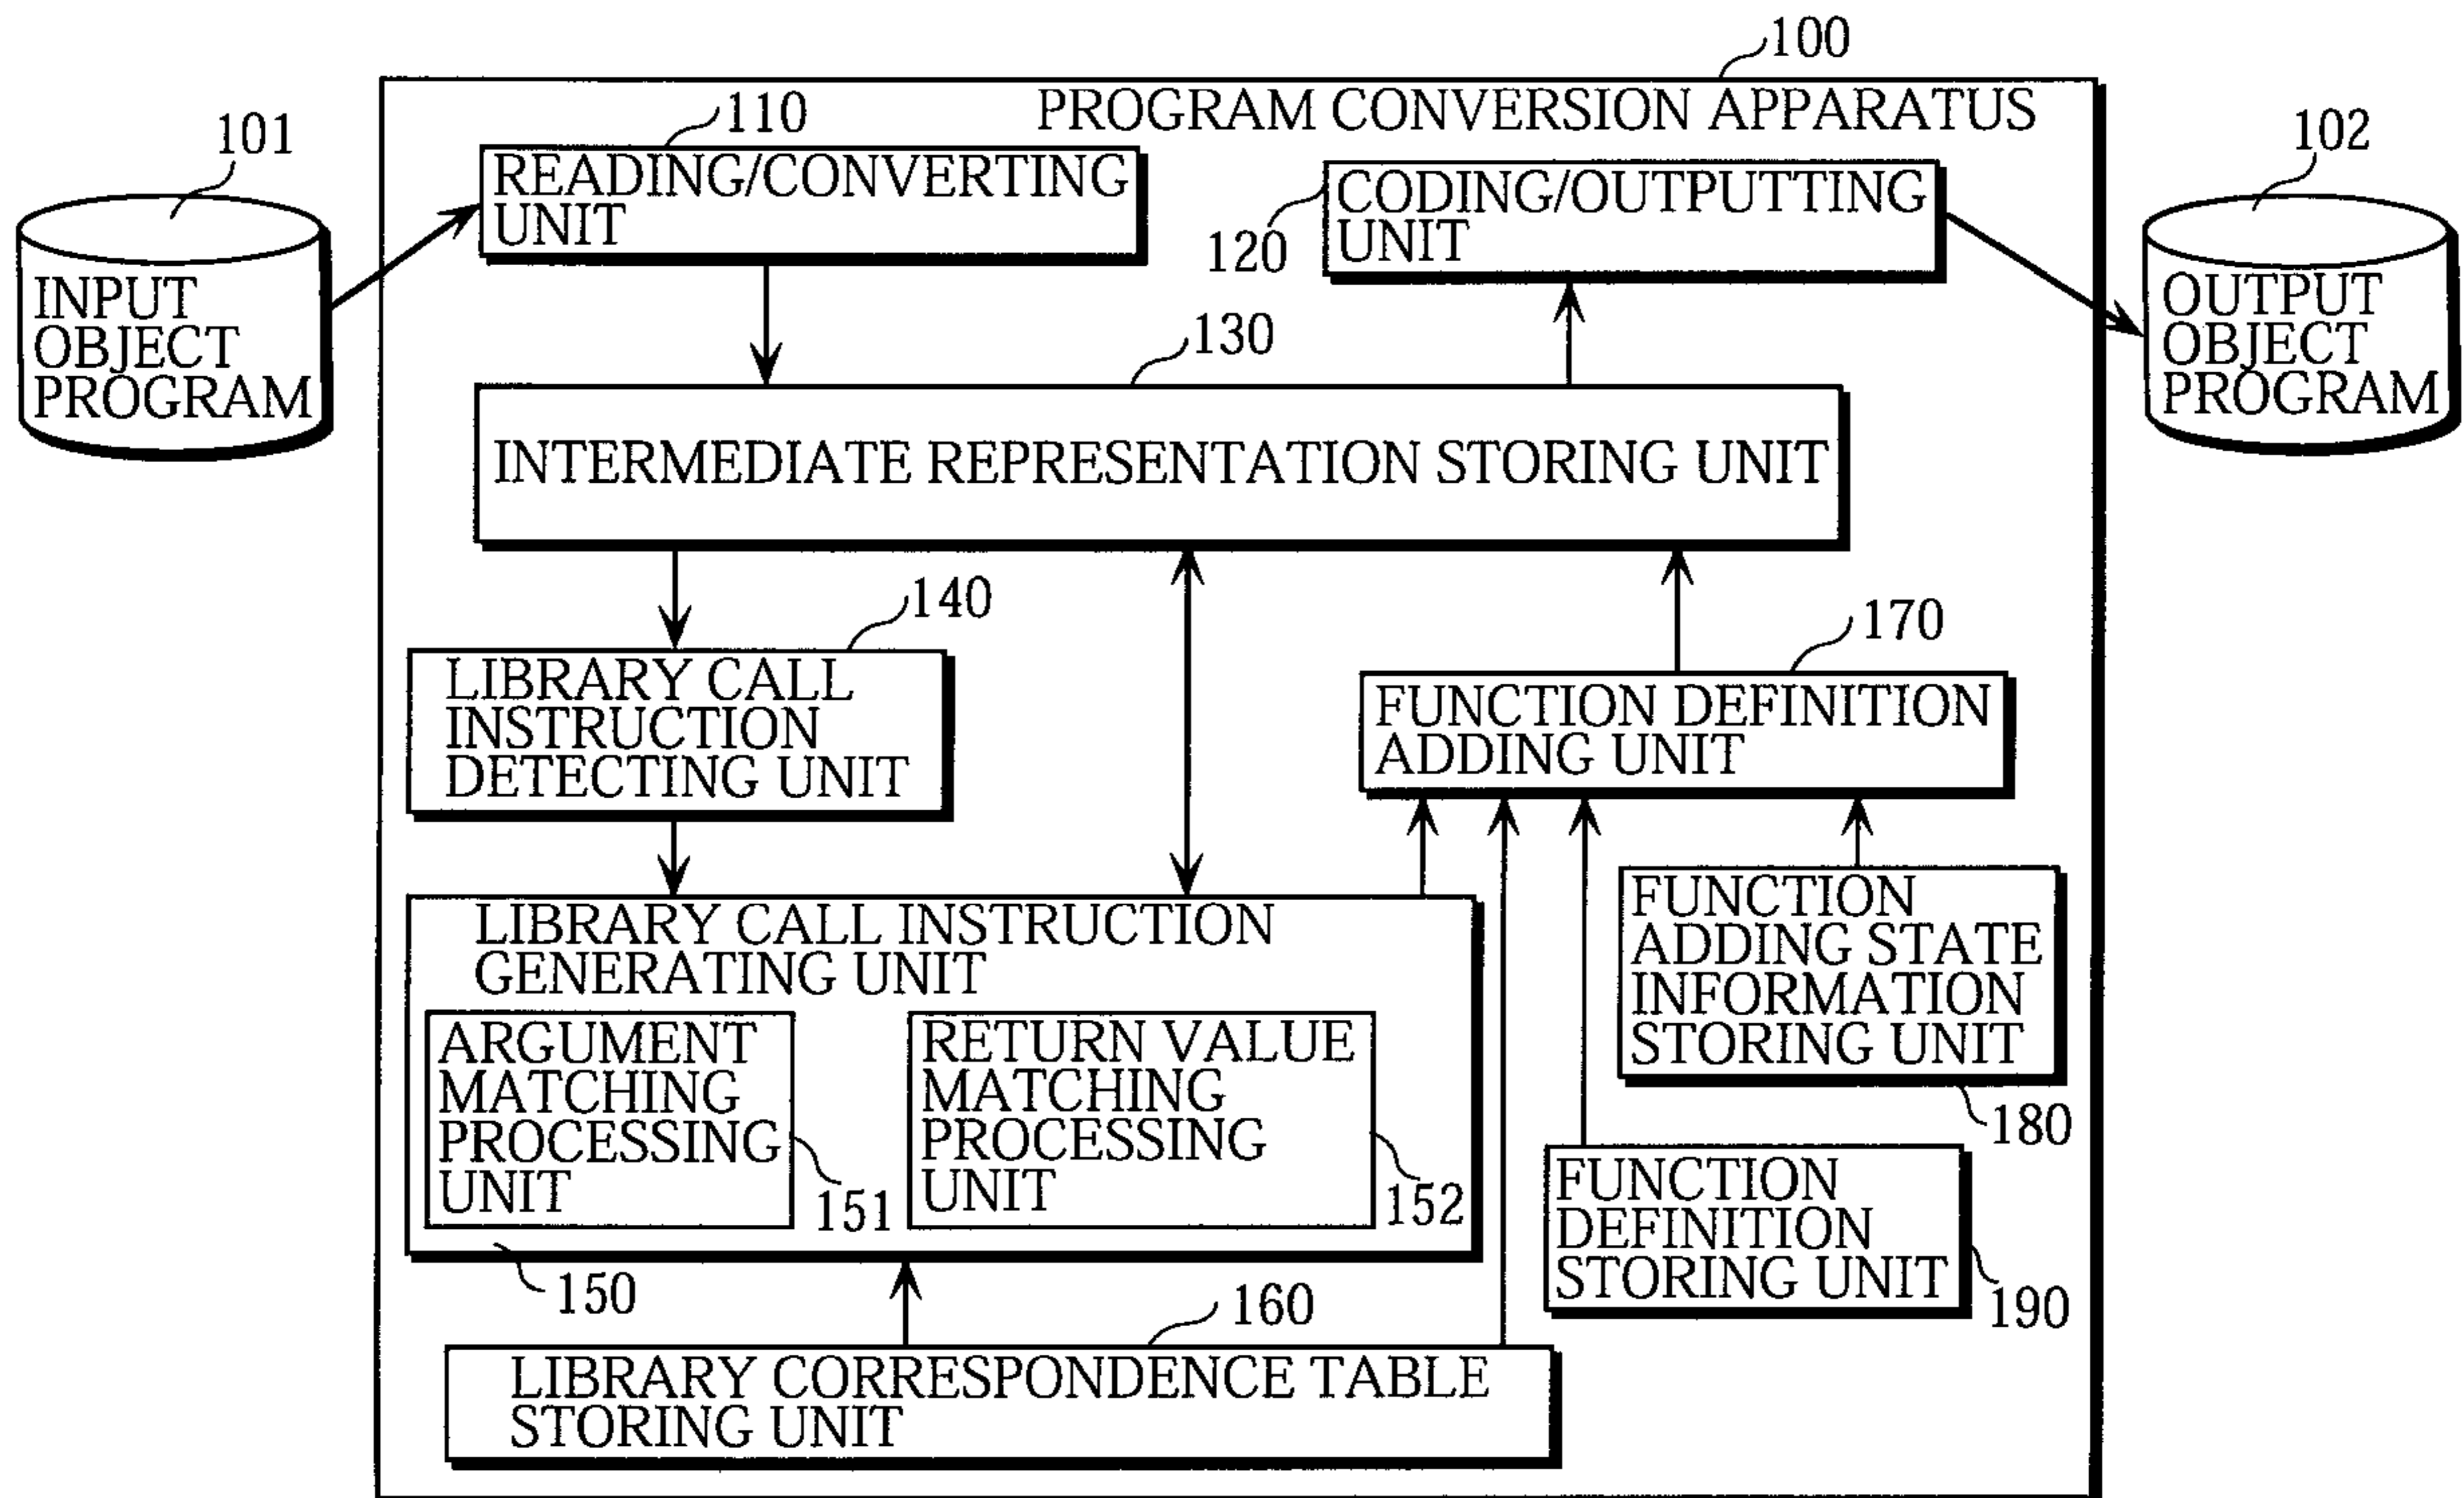 100
PROGRAM CONVERSION APPARATUS
101
INPUT
OBJECT
PROGRAM
110
READING/CONVERTING
UNIT
120
CODING/OUTPUTTING
UNIT
102
OUTPUT
OBJECT
PROGRAM
130
INTERMEDIATE REPRESENTATION STORING UNIT
140
LIBRARY CALL
INSTRUCTION
DETECTING UNIT
170
FUNCTION DEFINITION
ADDING UNIT
LIBRARY CALL INSTRUCTION
GENERATING UNIT
ARGUMENT
MATCHING
PROCESSING
UNIT
151
RETURN VALUE
MATCHING
PROCESSING
UNIT
152
150
FUNCTION
ADDING STATE
INFORMATION
STORING UNIT
180
FUNCTION
DEFINITION
STORING UNIT
190
160
LIBRARY CORRESPONDENCE TABLE
STORING UNIT